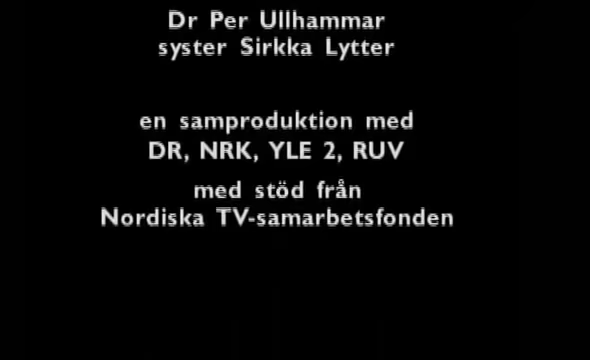 Dr Per Ullhammar
syster Sirkka Lytter
en samproduktion med
DR, NRK, YLE 2, RUV
med stöd från
Nordiska TV-samarbetsfonden